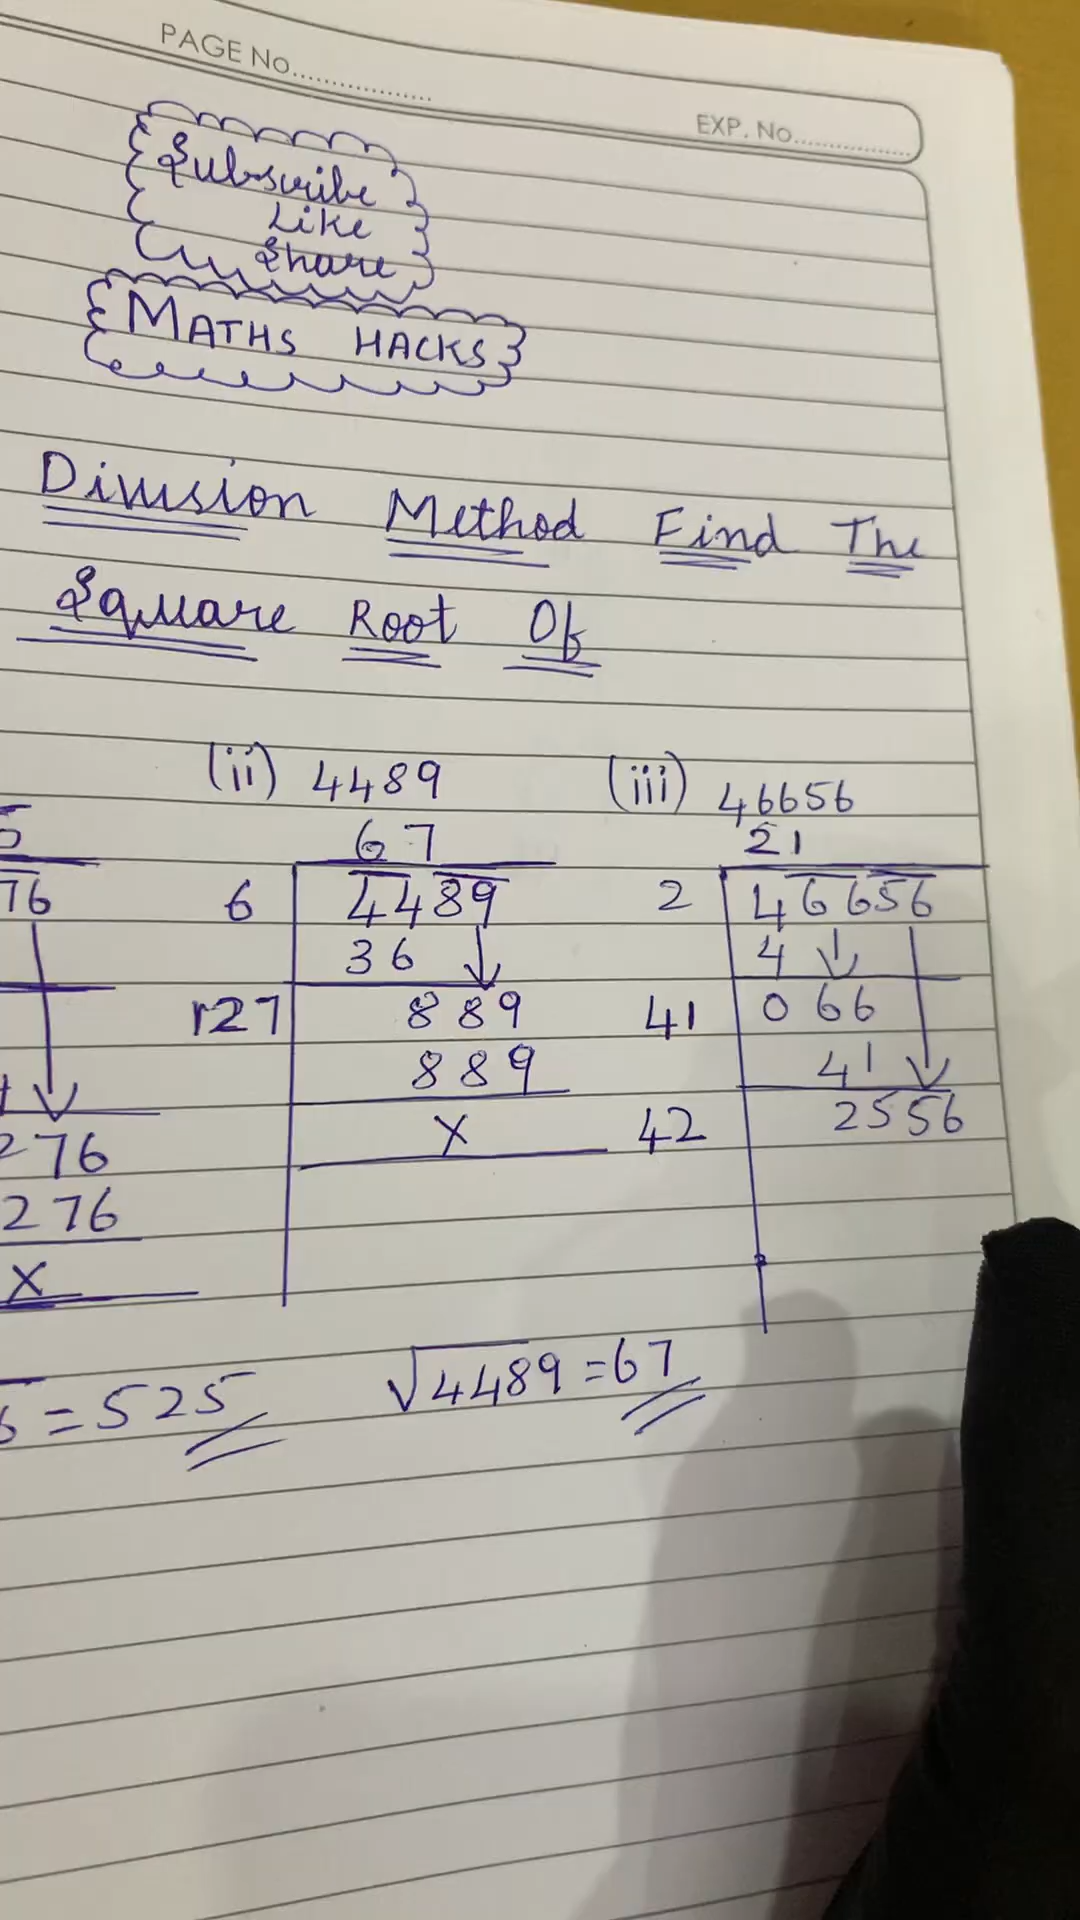 PAGE No.
EXP. No.
Subscribe
Like
Share
MATHS HACKS
Division Method Find The
Square Root Of
(ii) 4489
(iii) 46656
5
67
21
76
6
4489
2
46656
36
4
127
889
41
066
889
41
276
X
42
2556
276
X
= 525
√4489 = 67